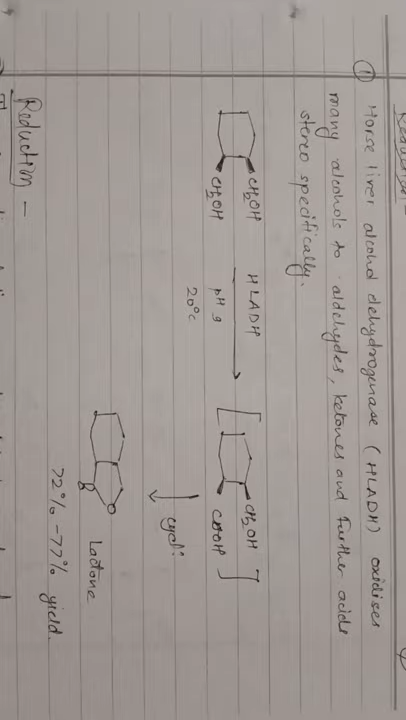 ① Horse liver alcohol dehydrogenase (HLADH) oxidises
many alcohols to aldehydes, ketones and further acids
stereo specifically.
CH2OH HLADH CH2OH
CH2OH pH 9 COOH
20°C
cycl:
O
Lactone
72% - 77% yield.
Reduction -